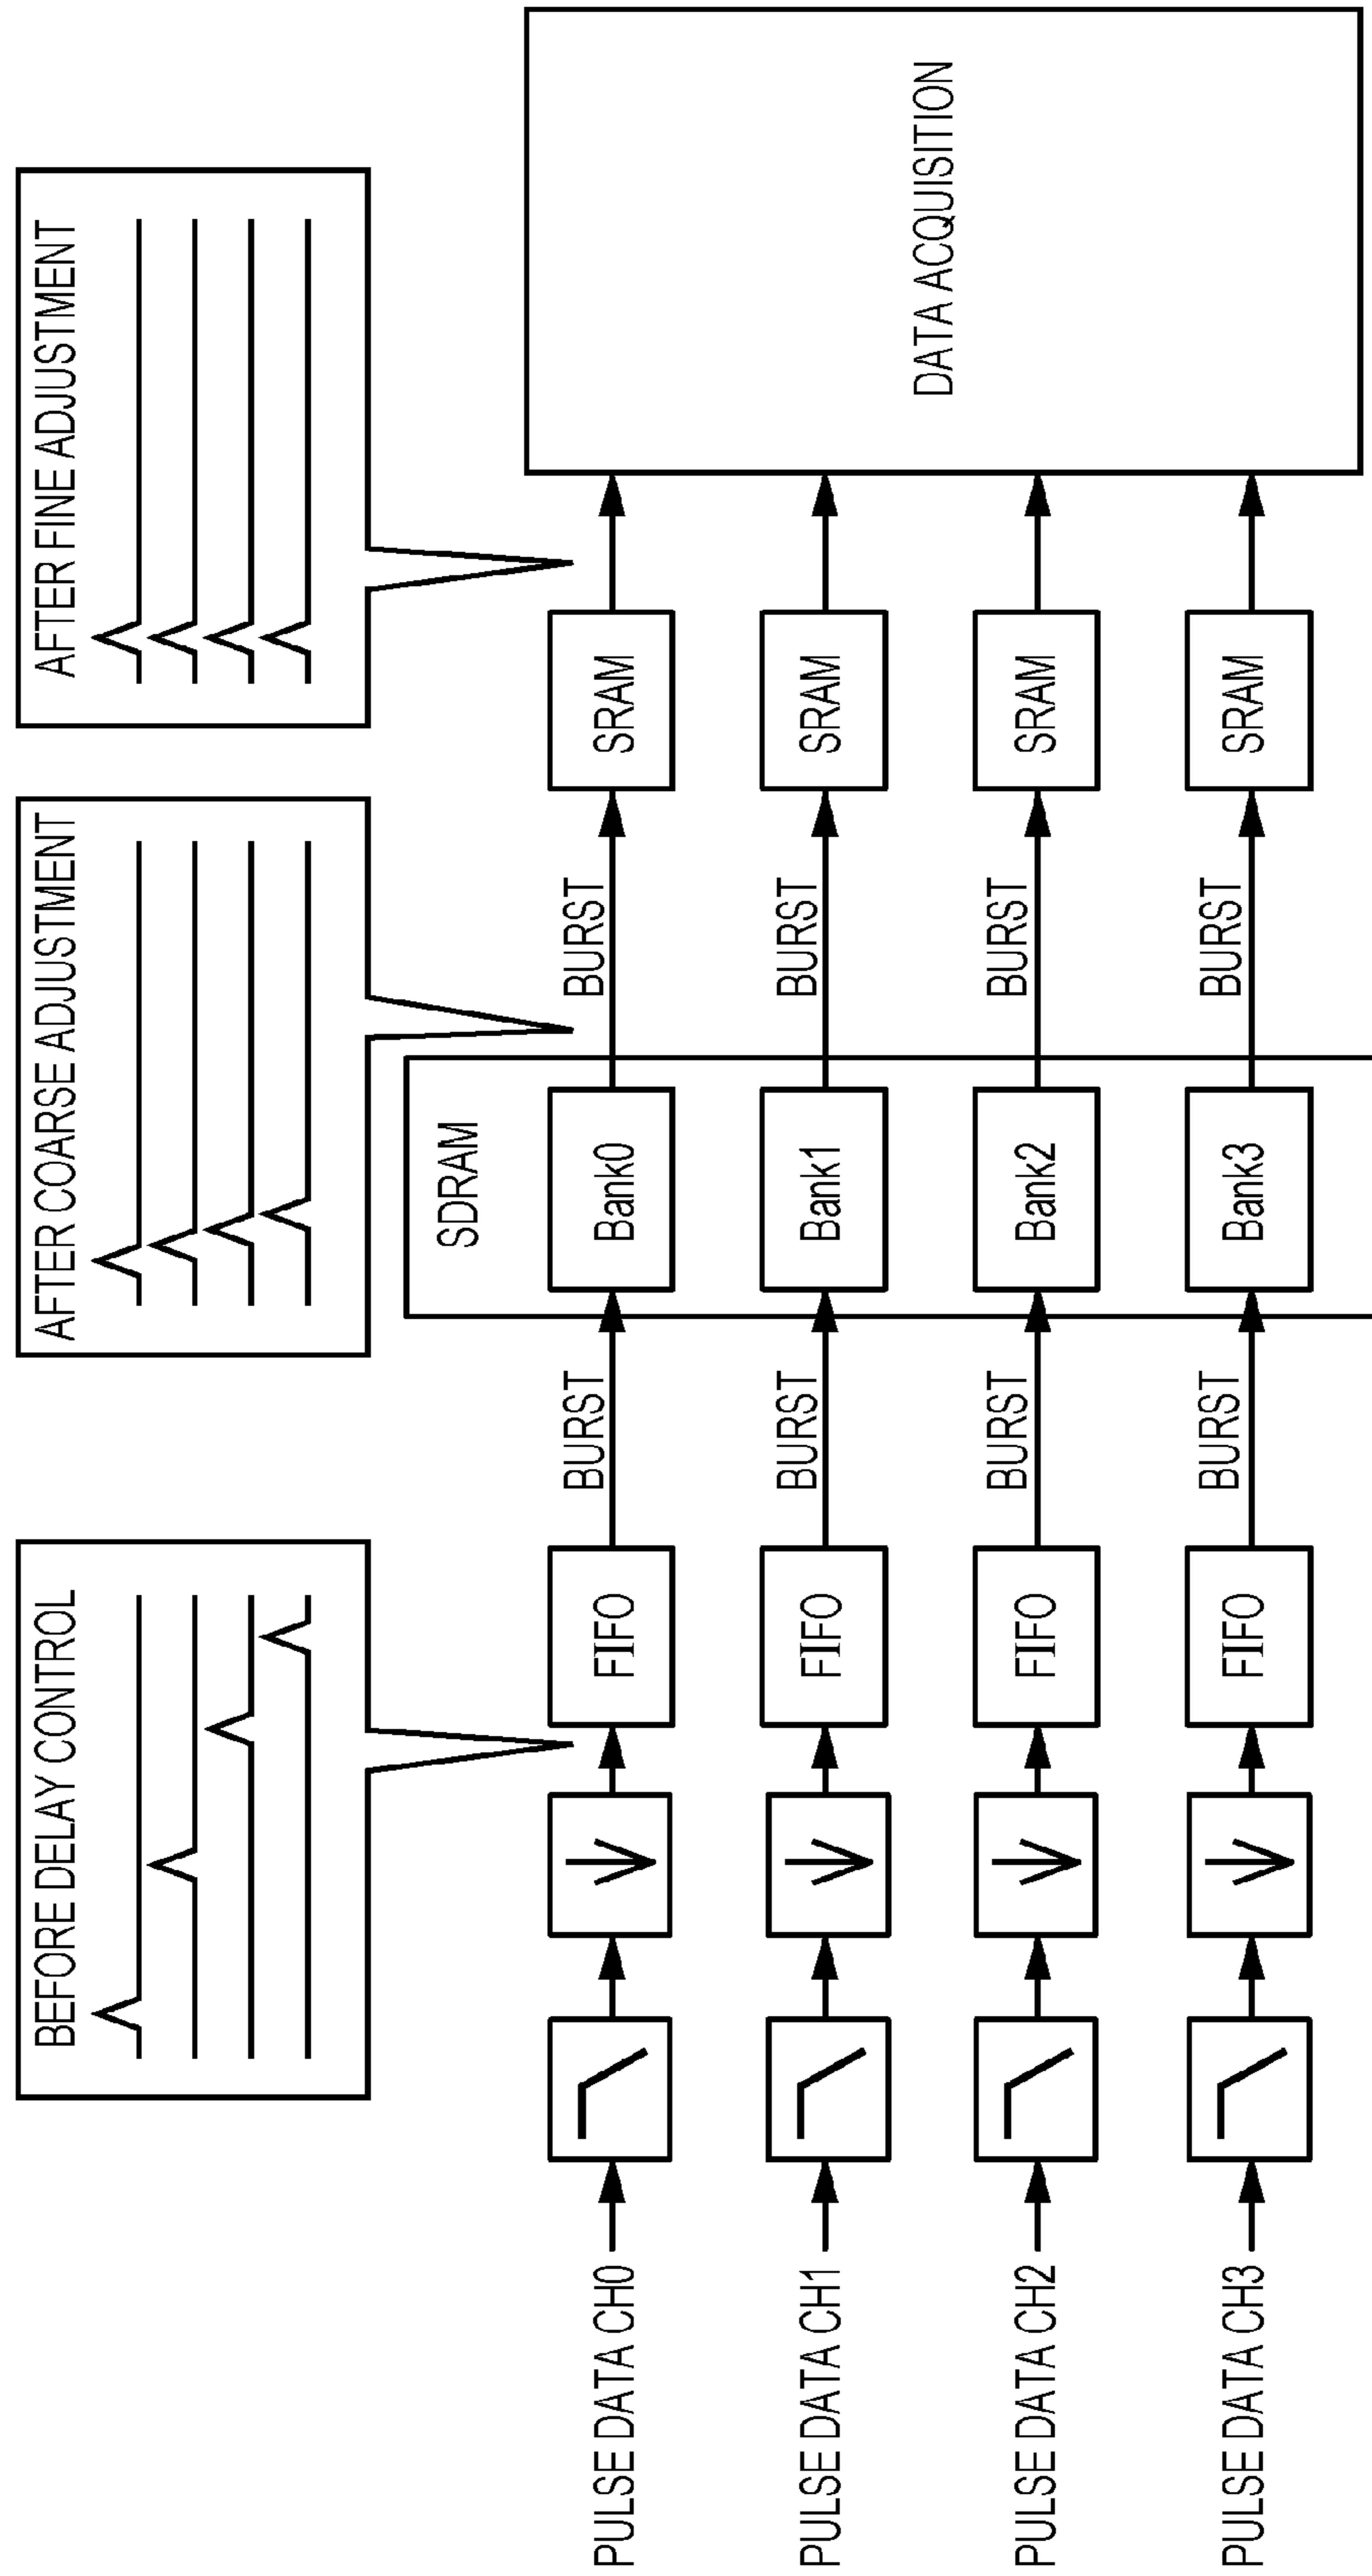 BEFORE DELAY CONTROL
AFTER COARSE ADJUSTMENT
AFTER FINE ADJUSTMENT
SDRAM
PULSE DATA CH0
FIFO
BURST
Bank0
BURST
SRAM
PULSE DATA CH1
FIFO
BURST
Bank1
BURST
SRAM
PULSE DATA CH2
FIFO
BURST
Bank2
BURST
SRAM
PULSE DATA CH3
FIFO
BURST
Bank3
BURST
SRAM
DATA ACQUISITION